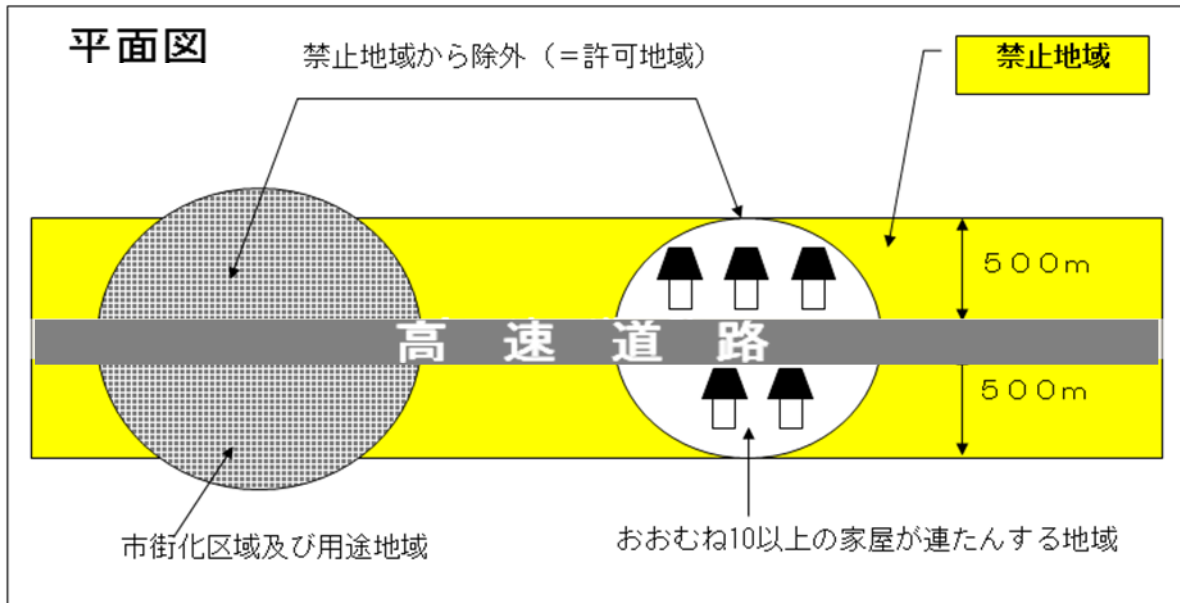 平面図
禁止地域から除外（＝許可地域）
禁止地域
５００ｍ
高速道路
５００ｍ
市街化区域及び用途地域
おおむね10以上の家屋が連たんする地域